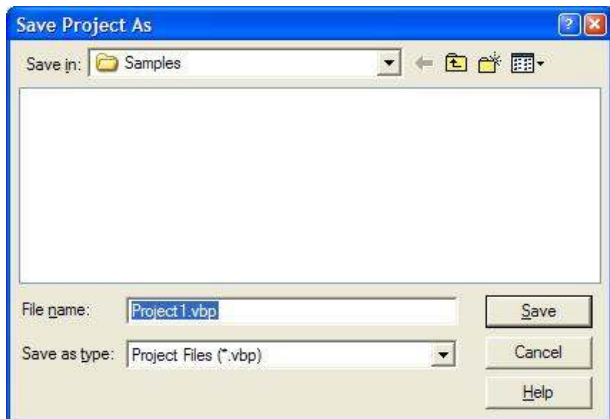 Save Project As
Save in: Samples
File name: Project1.vbp Save
Save as type: Project Files (*.vbp) Cancel
Help